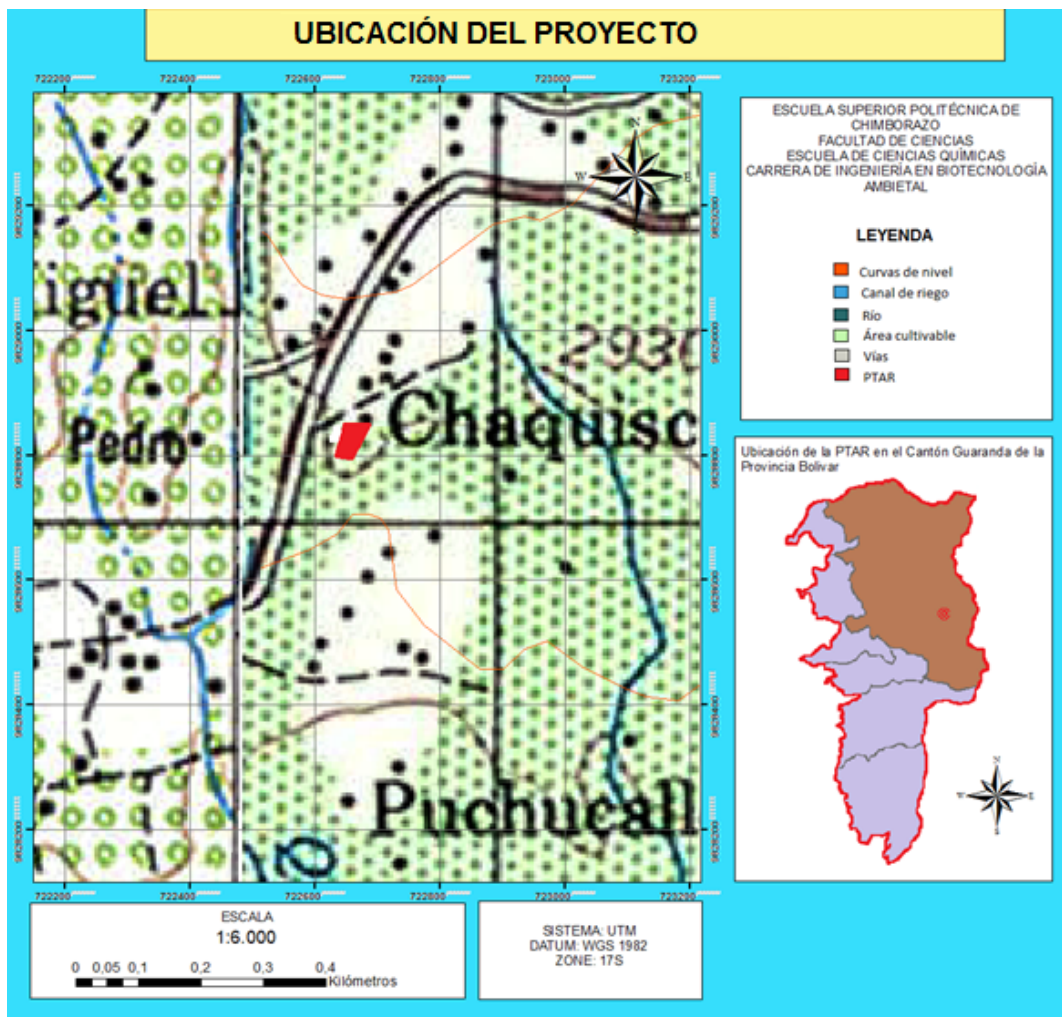 UBICACIÓN DEL PROYECTO
722200 722400 722600 722800 723000 723200
ESCUELA SUPERIOR POLITÉCNICA DE
CHIMBORAZO
FACULTAD DE CIENCIAS
ESCUELA DE CIENCIAS QUÍMICAS
CARRERA DE INGENIERÍA EN BIOTECNOLOGÍA
AMBIETAL
LEYENDA
Curvas de nivel
Canal de riego
Río
Área cultivable
Vías
PTAR
N
W E
iguel
2930
Chaquisc
Pedro
Puchucall
Ubicación de la PTAR en el Cantón Guaranda de la
Provincia Bolivar
N
W E
S
722200 722400 722600 722800 723000 723200
ESCALA
1:6.000
0 0,05 0,1 0,2 0,3 0,4
Kilómetros
SISTEMA: UTM
DATUM: WGS 1982
ZONE: 17S